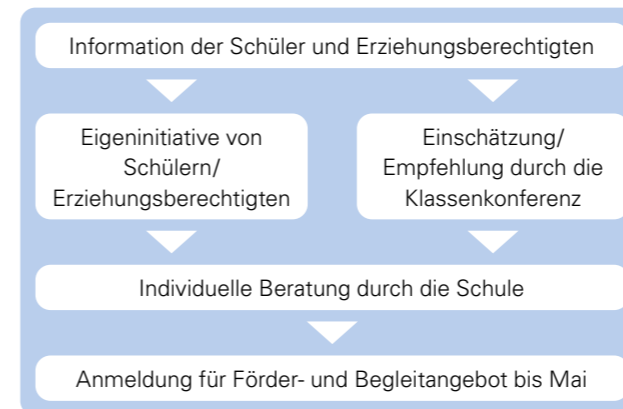 Information der Schüler und Erziehungsberechtigten
Eigeninitiative von
Schülern/
Erziehungsberechtigten
Einschätzung/
Empfehlung durch die
Klassenkonferenz
Individuelle Beratung durch die Schule
Anmeldung für Förder- und Begleitangebot bis Mai